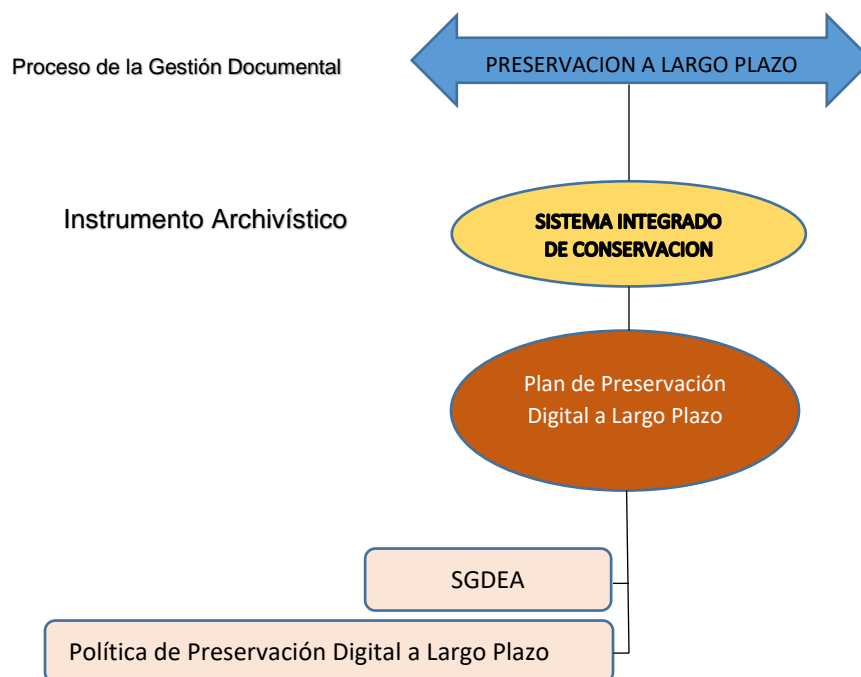 Proceso de la Gestión Documental
PRESERVACION A LARGO PLAZO
Instrumento Archivístico
SISTEMA INTEGRADO
DE CONSERVACION
Plan de Preservación
Digital a Largo Plazo
SGDEA
Política de Preservación Digital a Largo Plazo